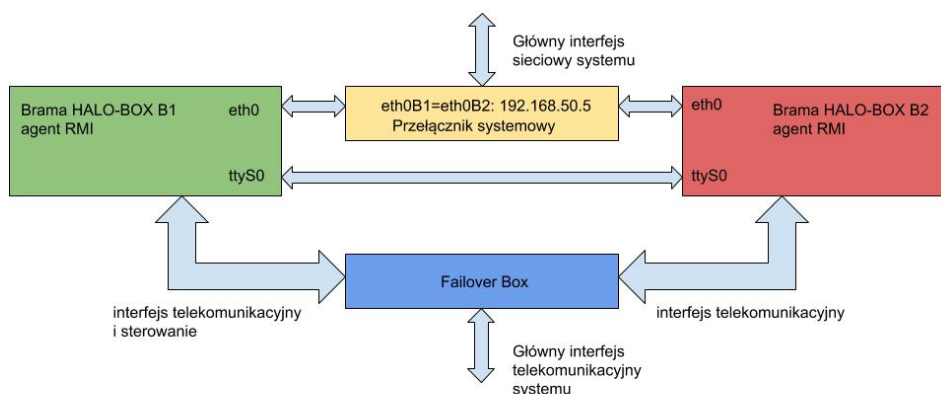 Główny interfejs
sieciowy systemu
Brama HALO-BOX B1
agent RMI
eth0
ttyS0
eth0B1=eth0B2: 192.168.50.5
Przełącznik systemowy
eth0
Brama HALO-BOX B2
agent RMI
ttyS0
Failover Box
interfejs telekomunikacyjny
i sterowanie
interfejs telekomunikacyjny
Główny interfejs
telekomunikacyjny
systemu